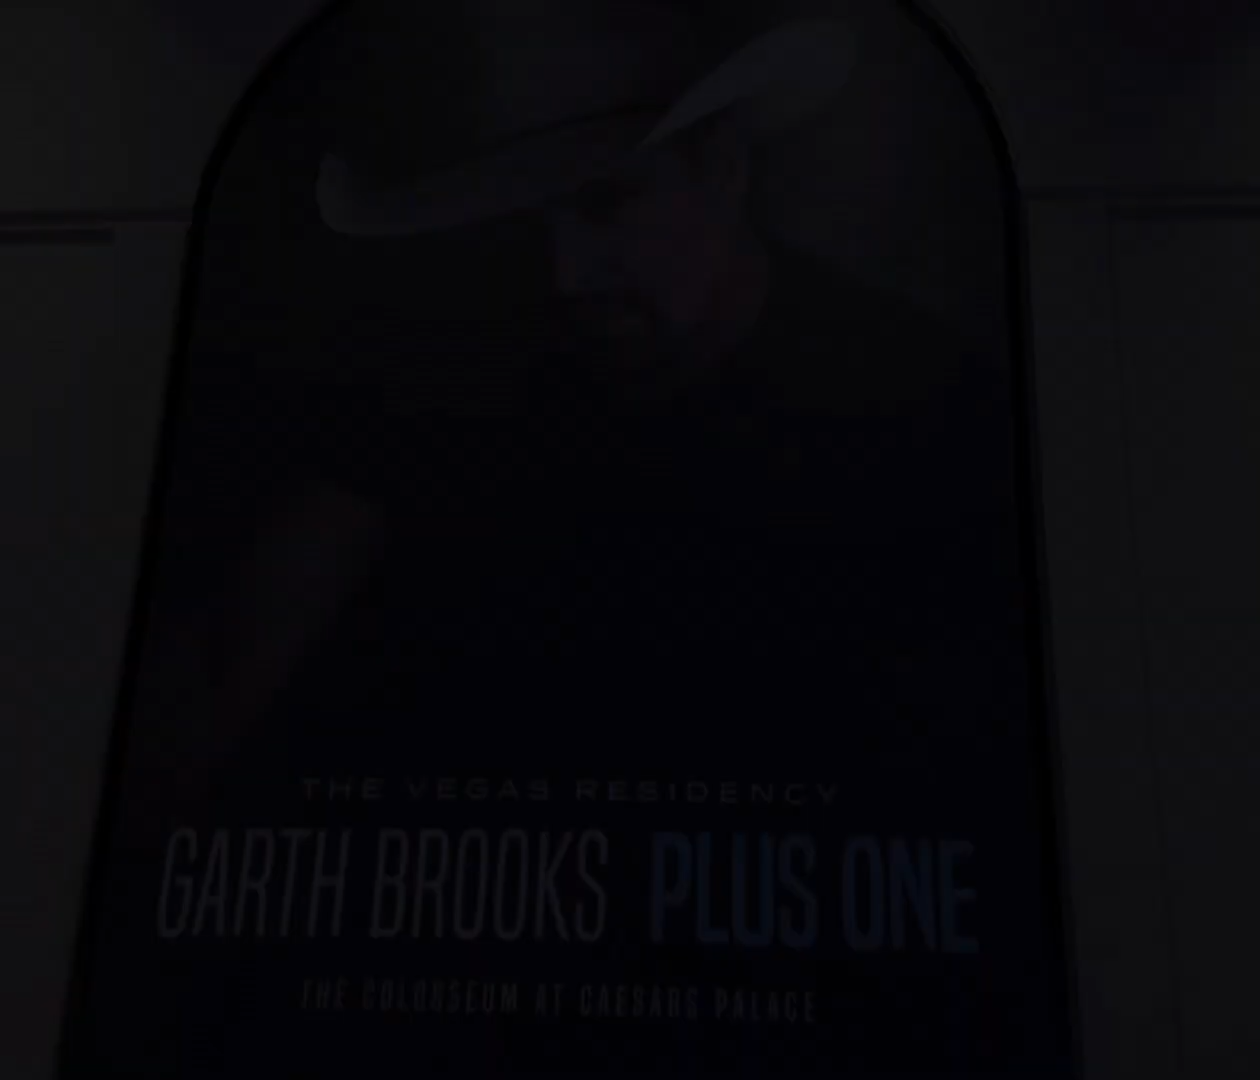 THE VEGAS RESIDENCY
GARTH BROOKS PLUS ONE
THE COLOSSEUM AT CAESARS PALACE